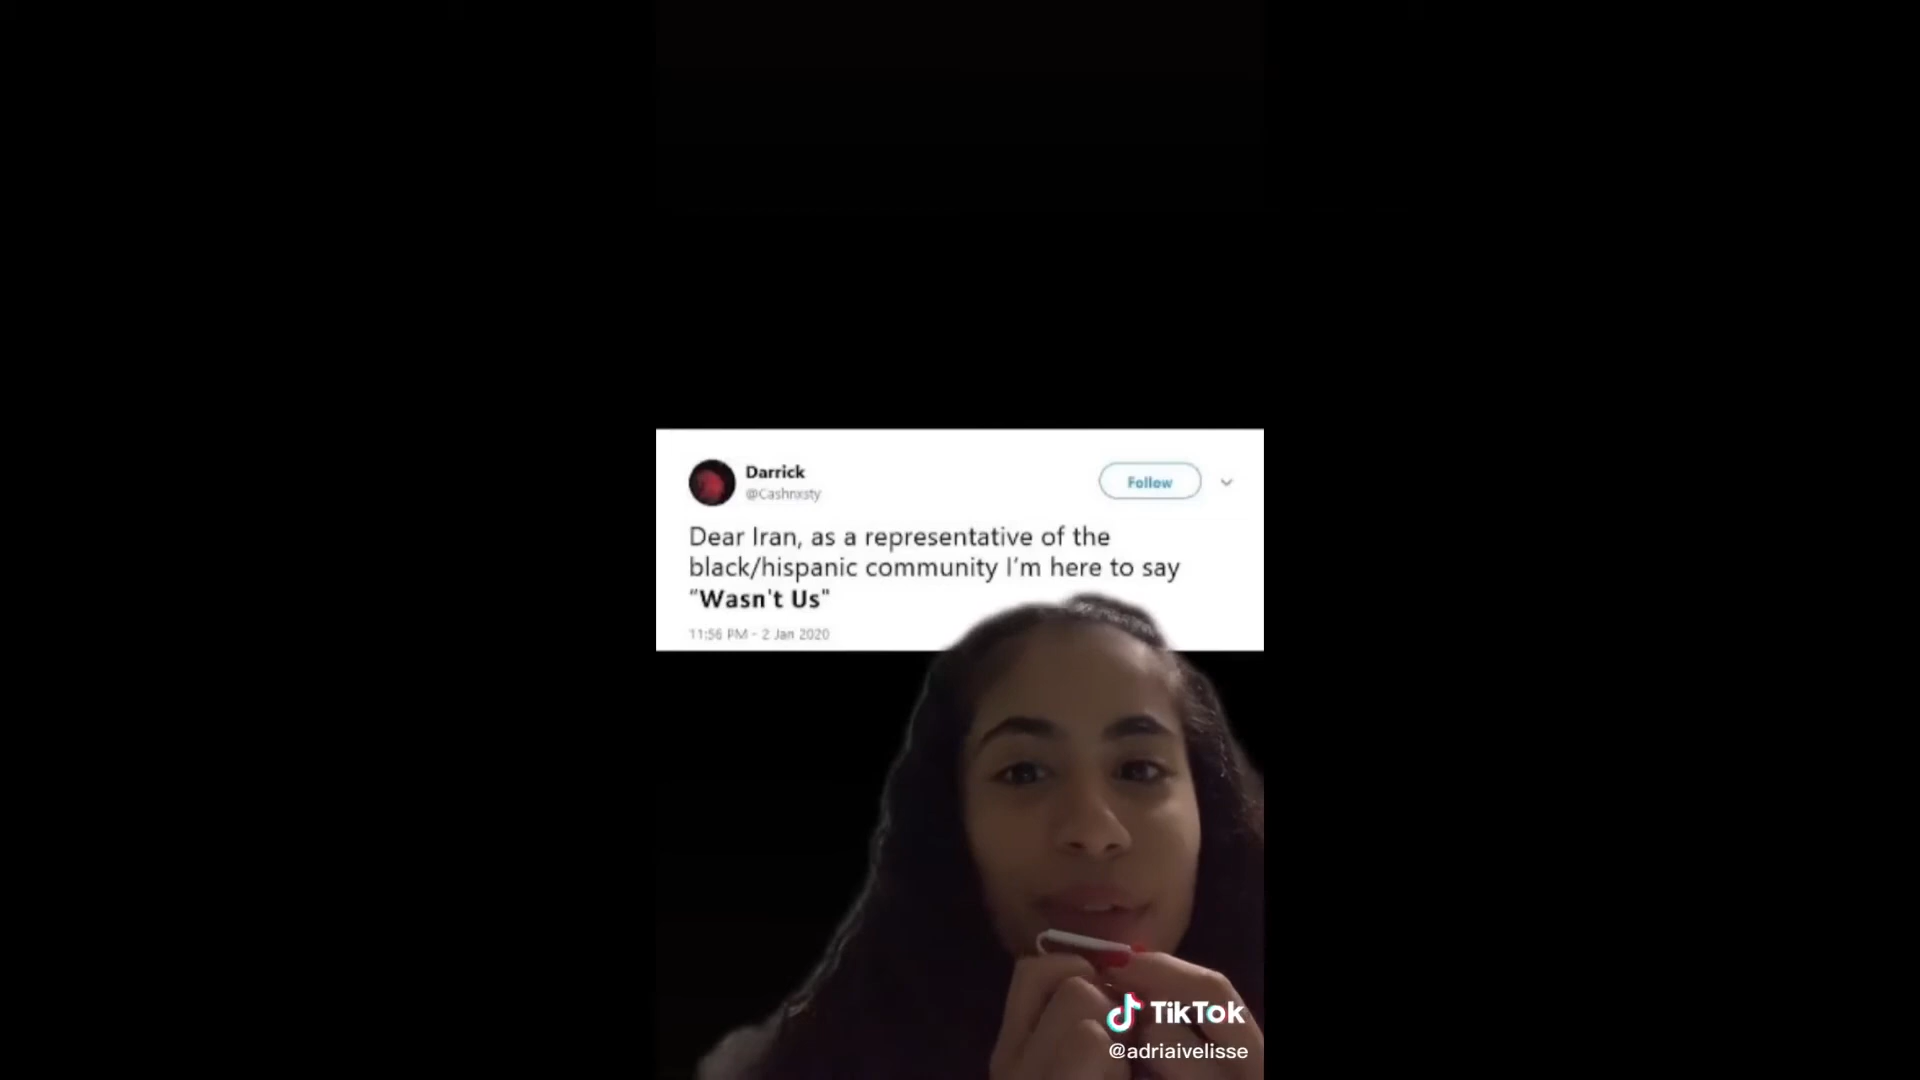 Darrick
@Cashnxsty
Follow
Dear Iran, as a representative of the
black/hispanic community I'm here to say
"Wasn't Us"
11:56 PM - 2 Jan 2020
TikTok
@adriaivelisse